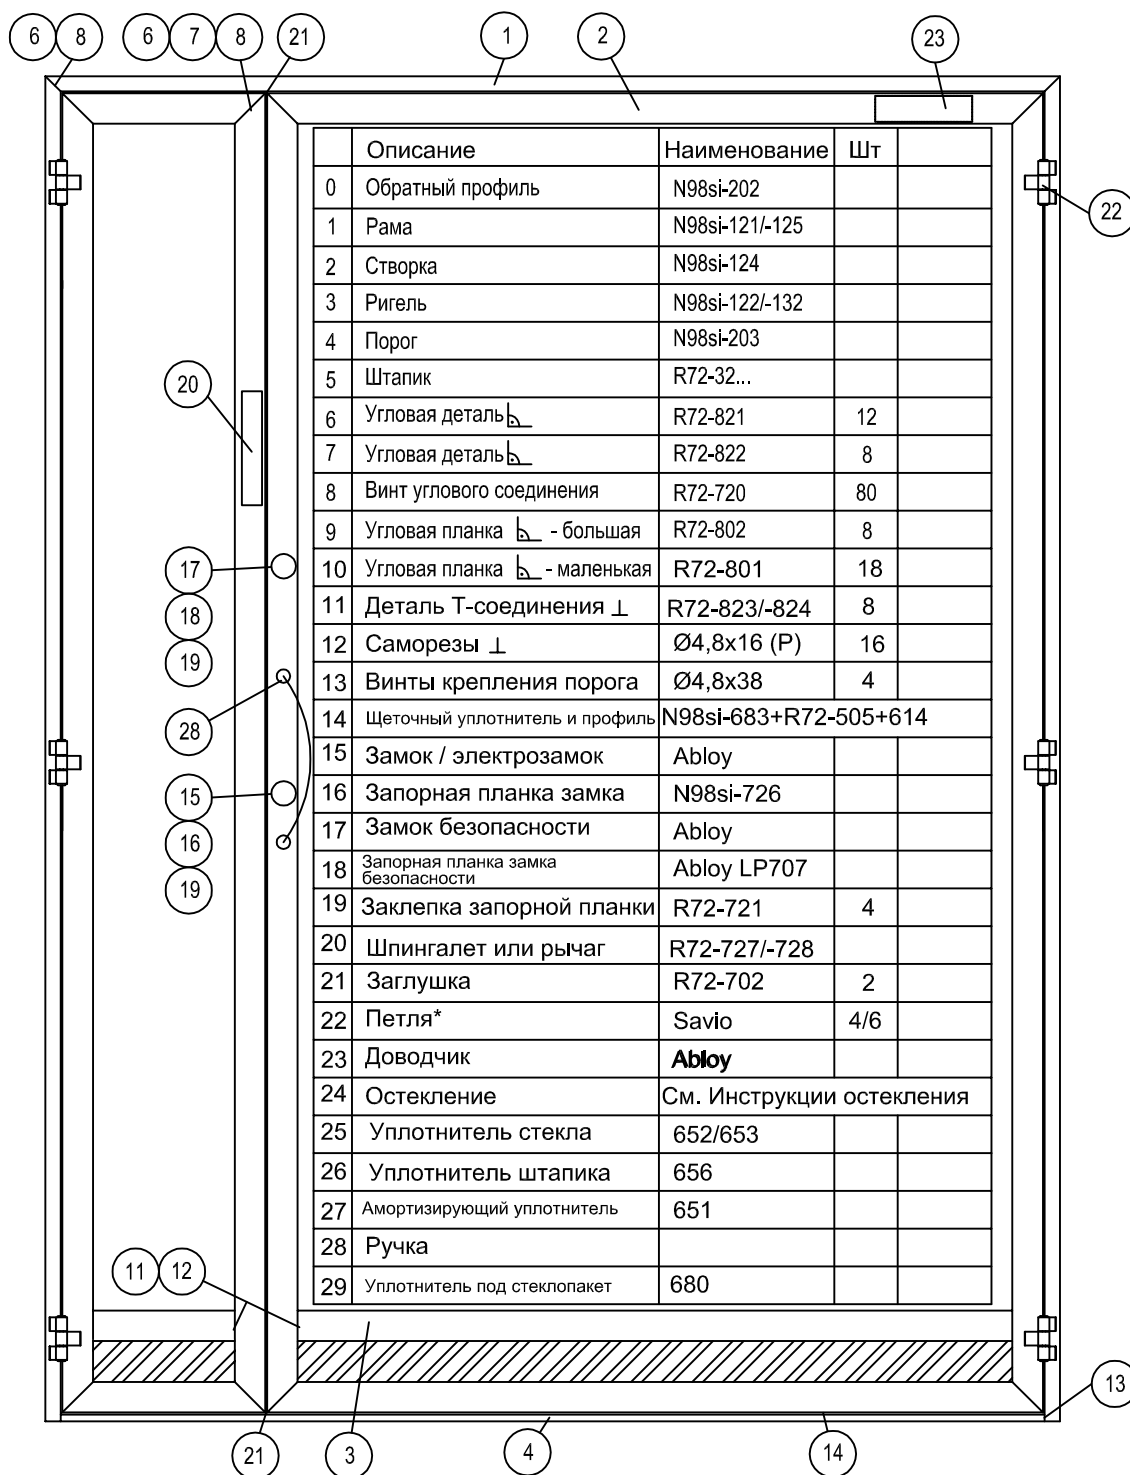 6 8 6 7 8 21 1 2 23
Описание Наименование Шт
0 Обратный профиль N98si-202
1 Рама N98si-121/-125
22
2 Створка N98si-124
3 Ригель N98si-122/-132
4 Порог N98si-203
5 Штапик R72-32...
20
6 Угловая деталь R72-821 12
7 Угловая деталь R72-822 8
8 Винт углового соединения R72-720 80
9 Угловая планка - большая R72-802 8
17
10 Угловая планка - маленькая R72-801 18
18
11 Деталь Т-соединения ⊥ R72-823/-824 8
12 Саморезы ⊥ Ø4,8x16 (P) 16
19
13 Винты крепления порога Ø4,8x38 4
28
14 Щеточный уплотнитель и профиль N98si-683+R72-505+614
15 Замок / электрозамок Abloy
15
16 Запорная планка замка N98si-726
17 Замок безопасности Abloy
16
18 Запорная планка замка
безопасности Abloy LP707
19
19 Заклепка запорной планки R72-721 4
20 Шпингалет или рычаг R72-727/-728
21 Заглушка R72-702 2
22 Петля* Savio 4/6
23 Доводчик Abloy
24 Остекление См. Инструкции остекления
25 Уплотнитель стекла 652/653
26 Уплотнитель штапика 656
27 Амортизирующий уплотнитель 651
28 Ручка
11 12
29 Уплотнитель под стеклопакет 680
13
21 3 4 14